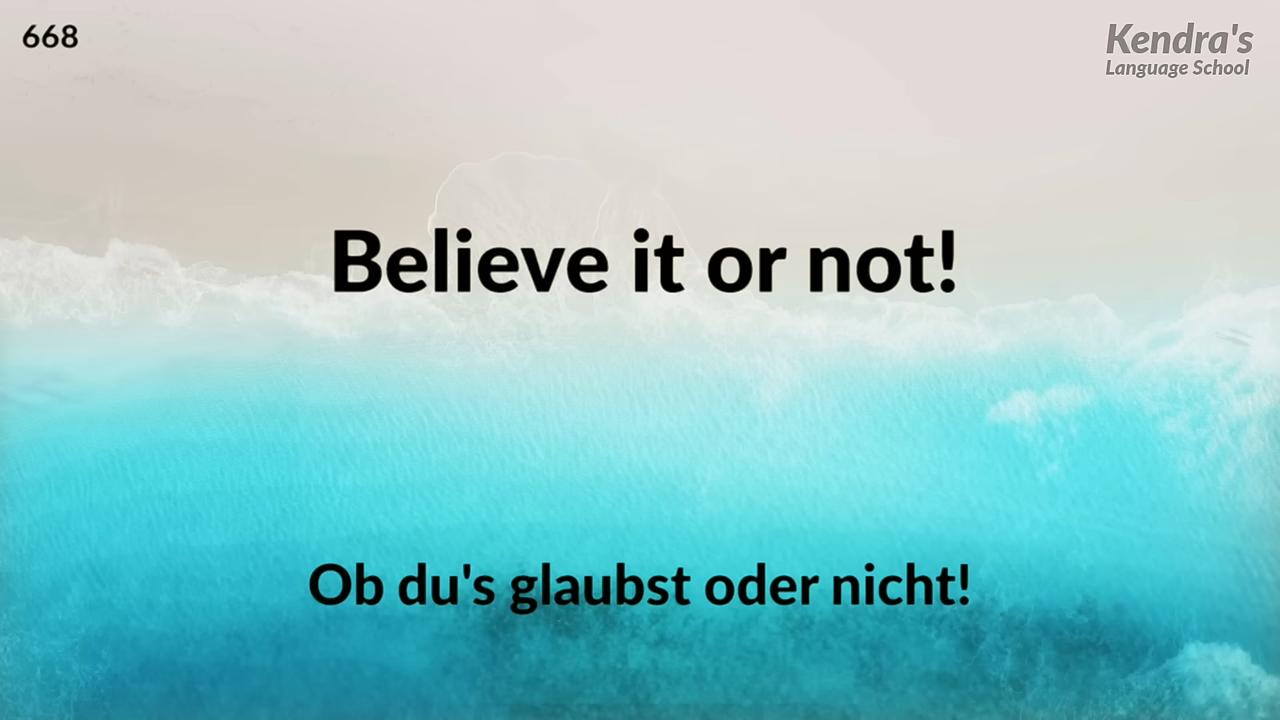 668
Kendra's
Language School
Believe it or not!
Ob du's glaubst oder nicht!